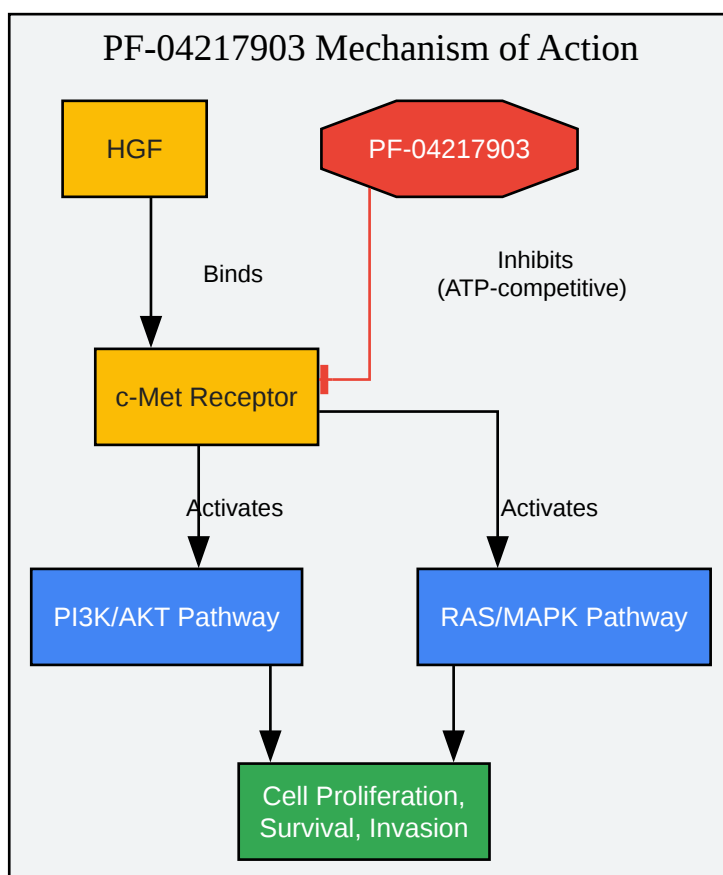 PF-04217903 Mechanism of Action
HGF
PF-04217903
Binds
Inhibits
(ATP-competitive)
c-Met Receptor
Activates
Activates
PI3K/AKT Pathway
RAS/MAPK Pathway
Cell Proliferation,
Survival, Invasion